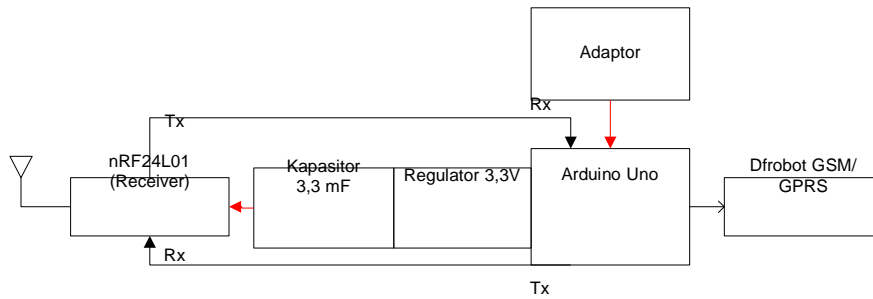 Adaptor
Tx
Rx
nRF24L01
(Receiver)
Kapasitor
3,3 mF
Regulator 3,3V
Arduino Uno
Dfrobot GSM/
GPRS
Rx
Tx